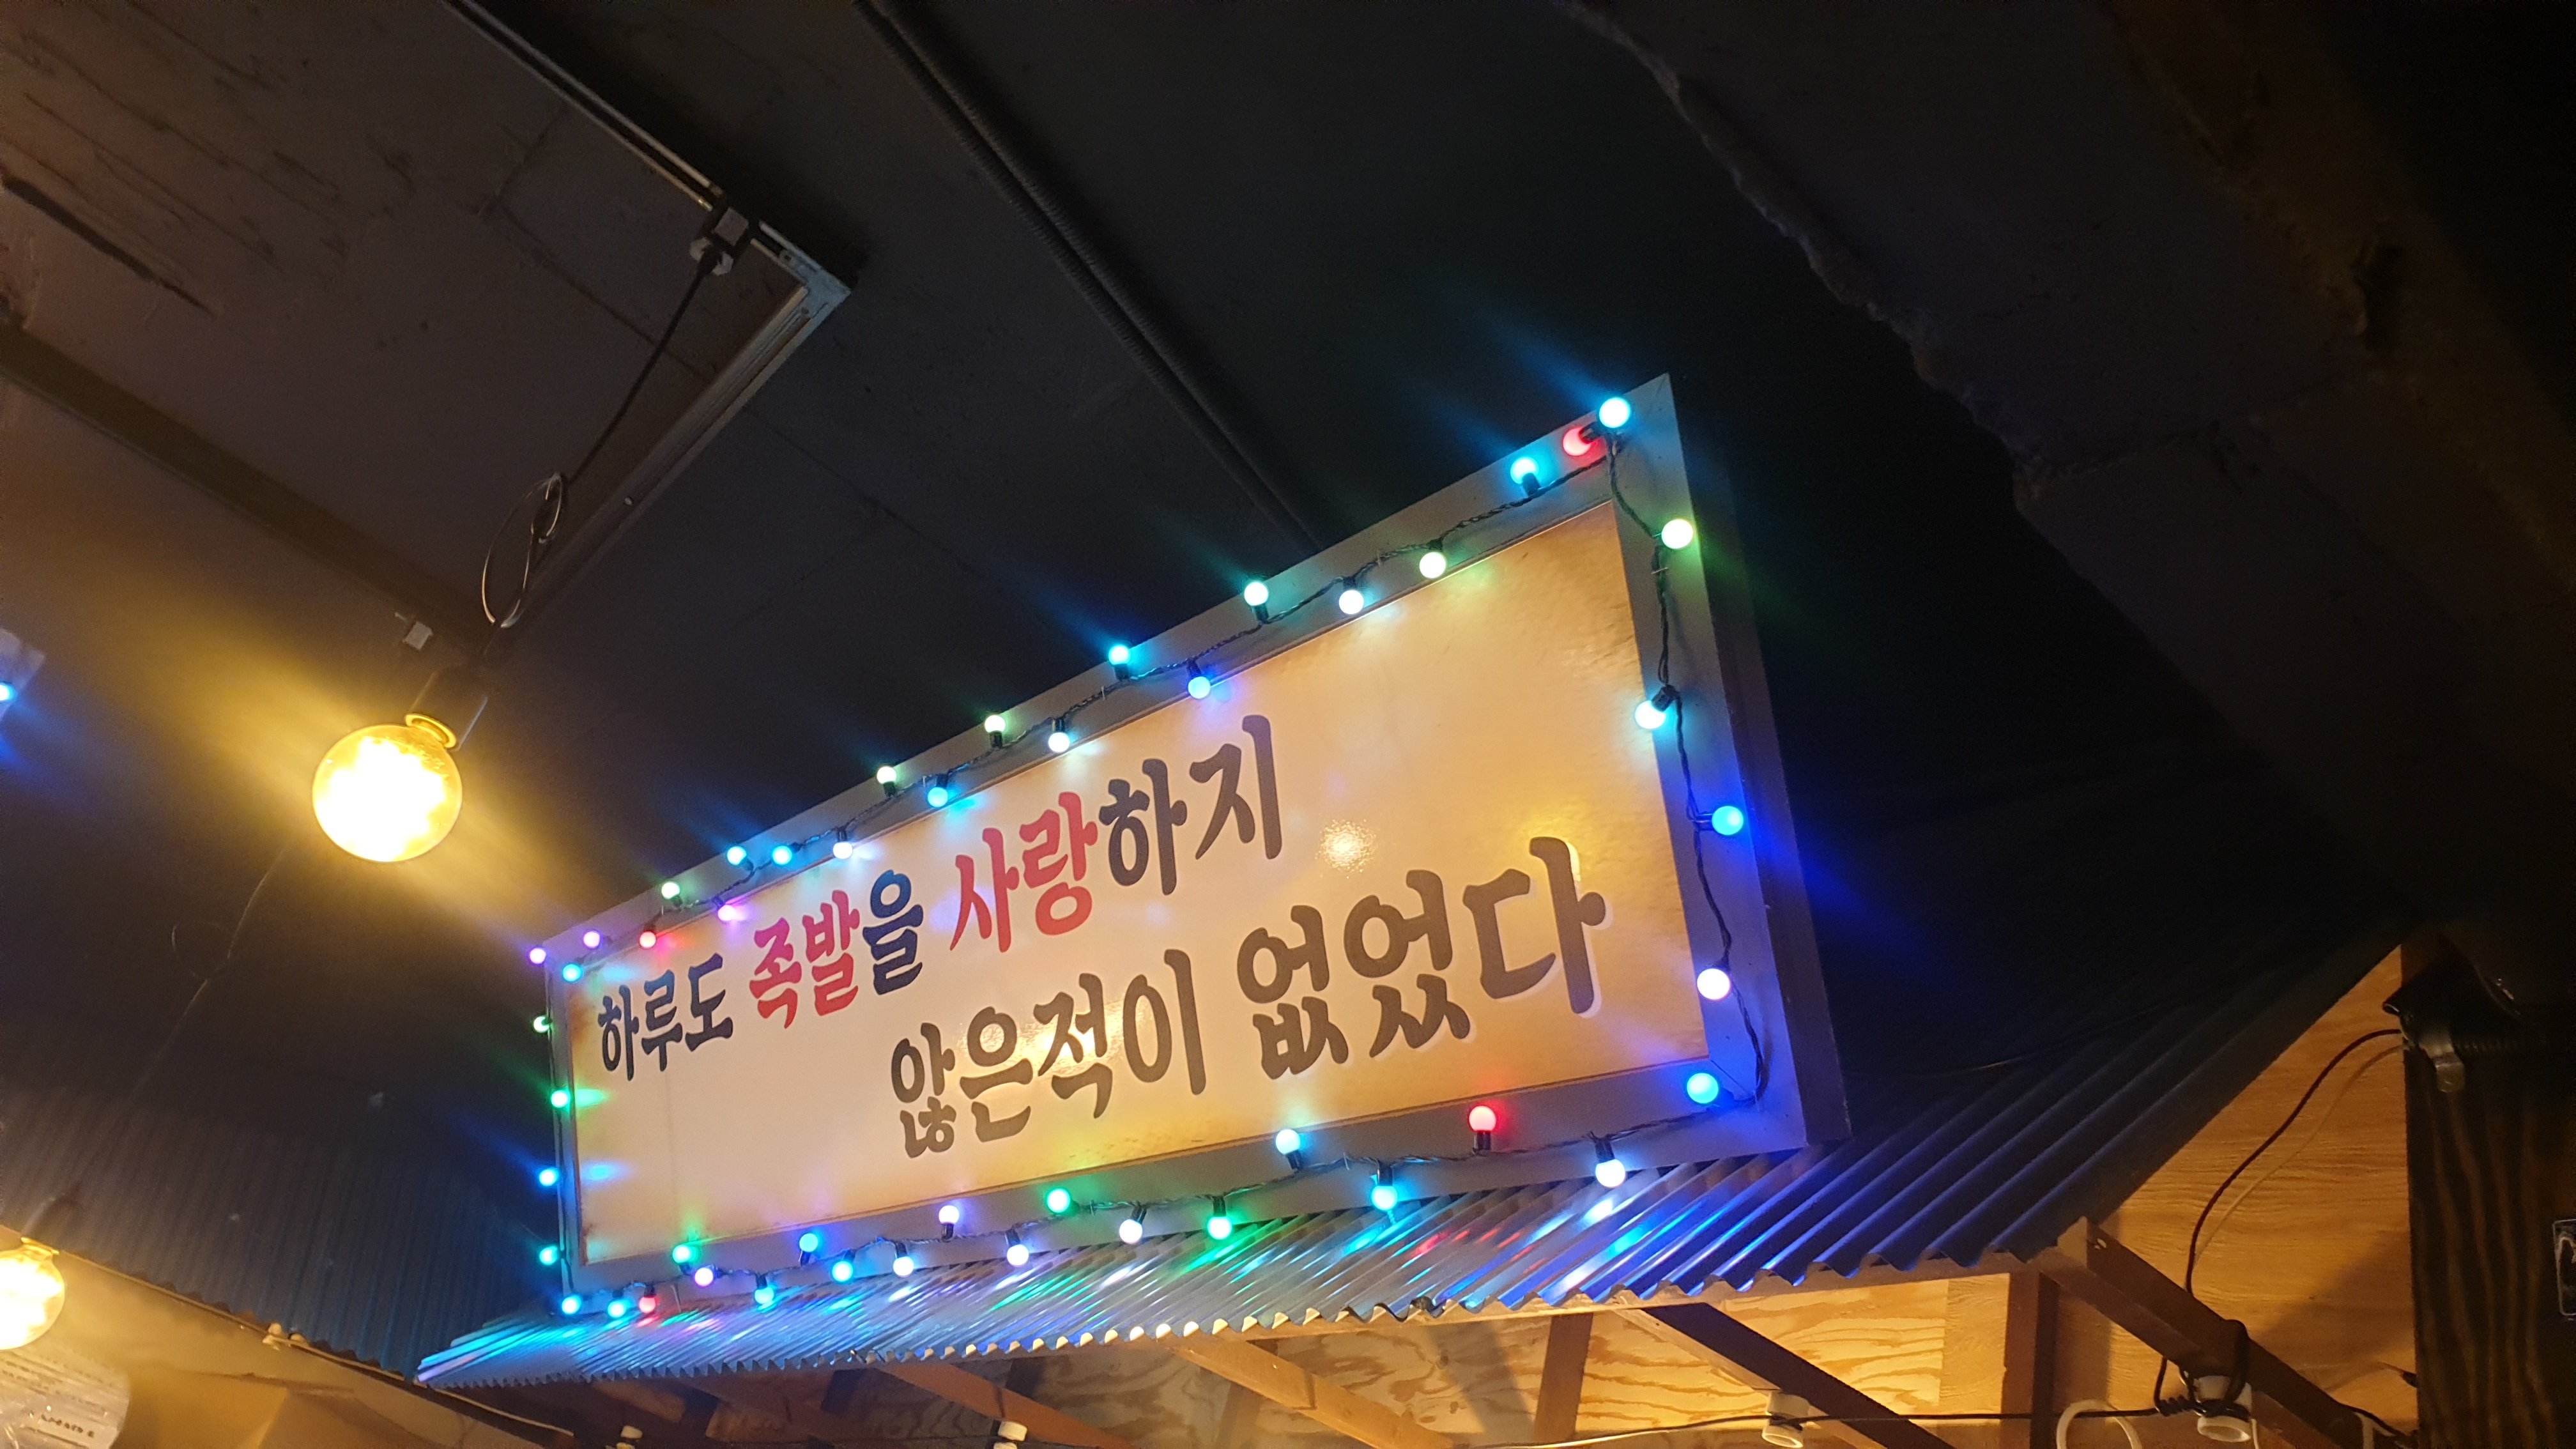 하루도 족발을 사랑하지
않은적이 없었다